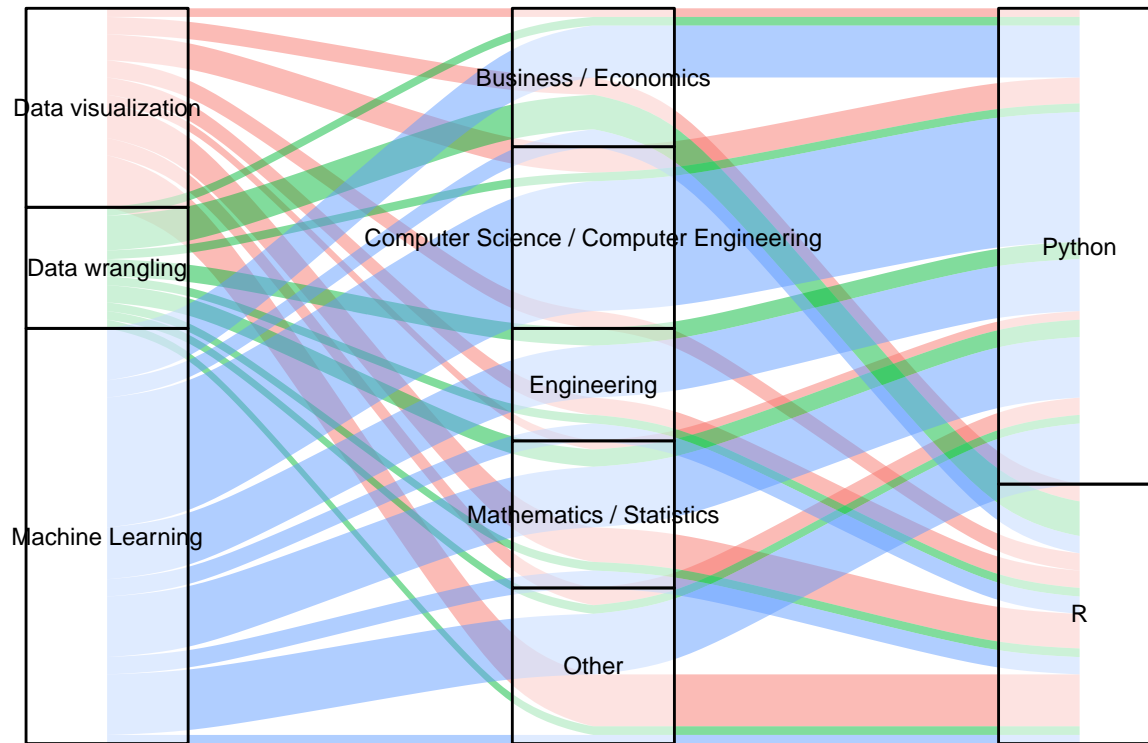 Data visualization
Data wrangling
Machine Learning
Business / Economics
Computer Science / Computer Engineering
Engineering
Mathematics / Statistics
Other
Python
R